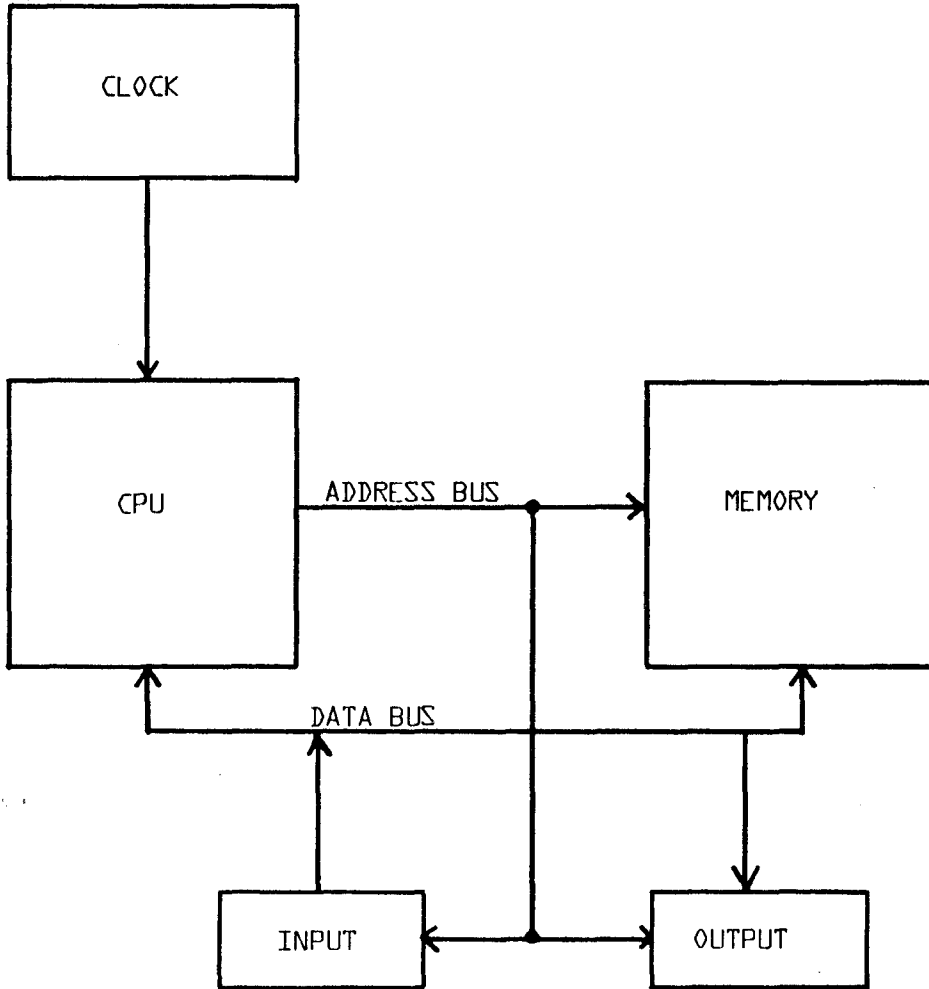 CLOCK
CPU
ADDRESS BUS
MEMORY
DATA BUS
INPUT
OUTPUT